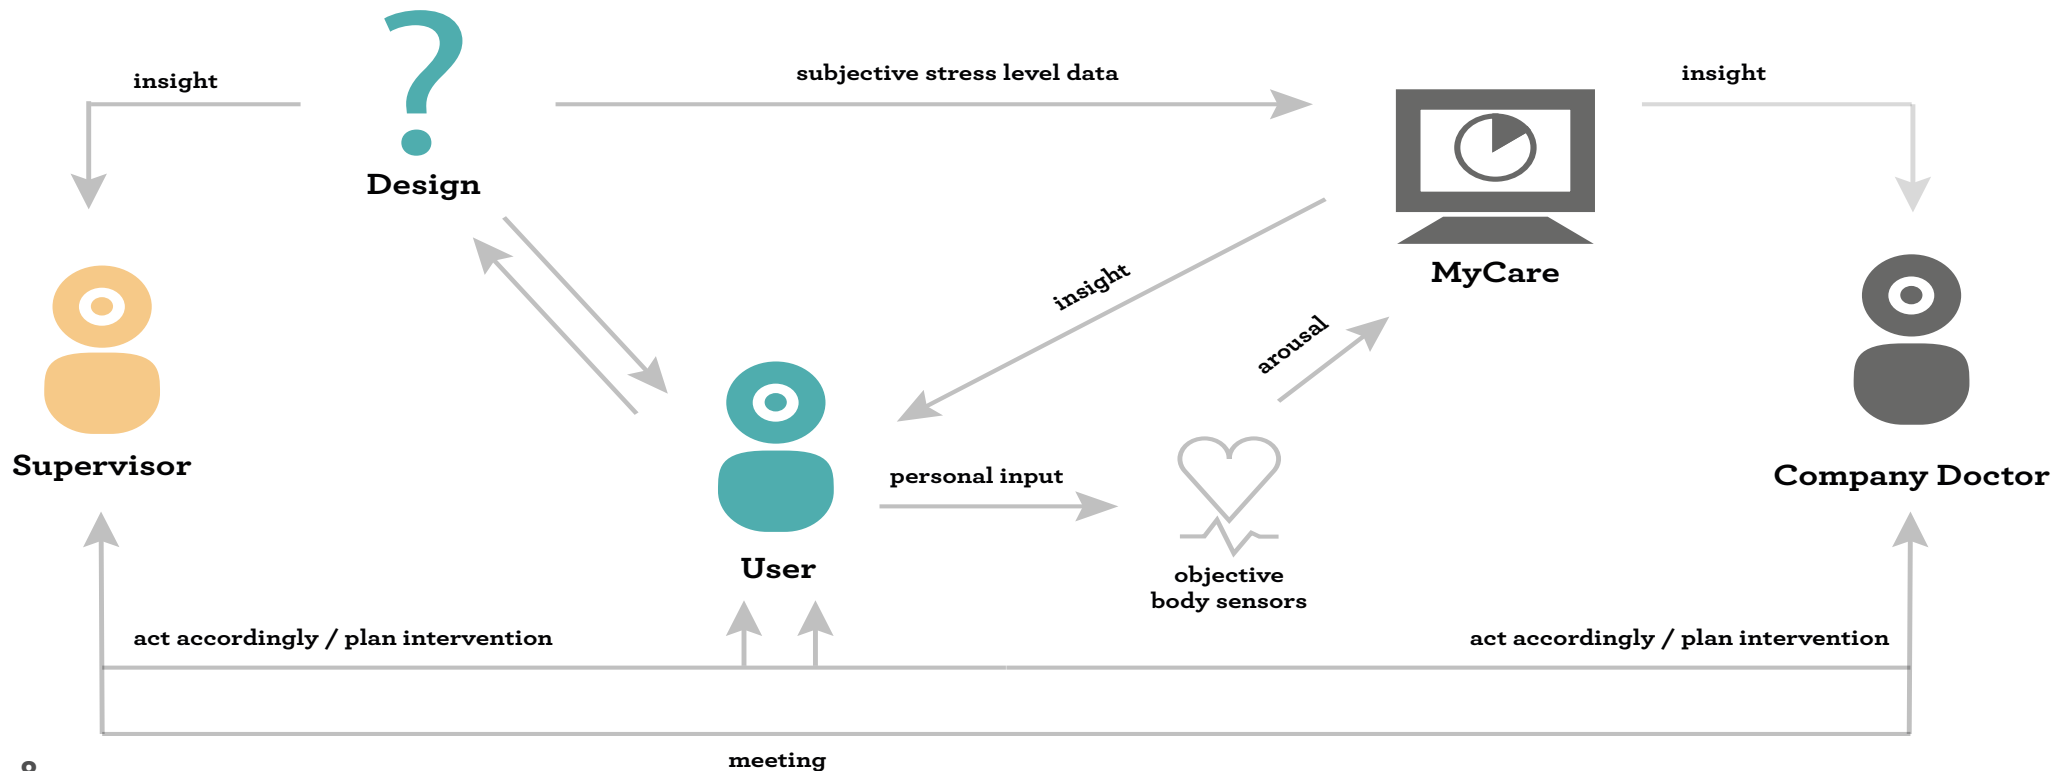 insight
subjective stress level data
insight
Design
insight
MyCare
arousal
Supervisor
personal input
Company Doctor
User
objective
body sensors
act accordingly / plan intervention
act accordingly / plan intervention
meeting